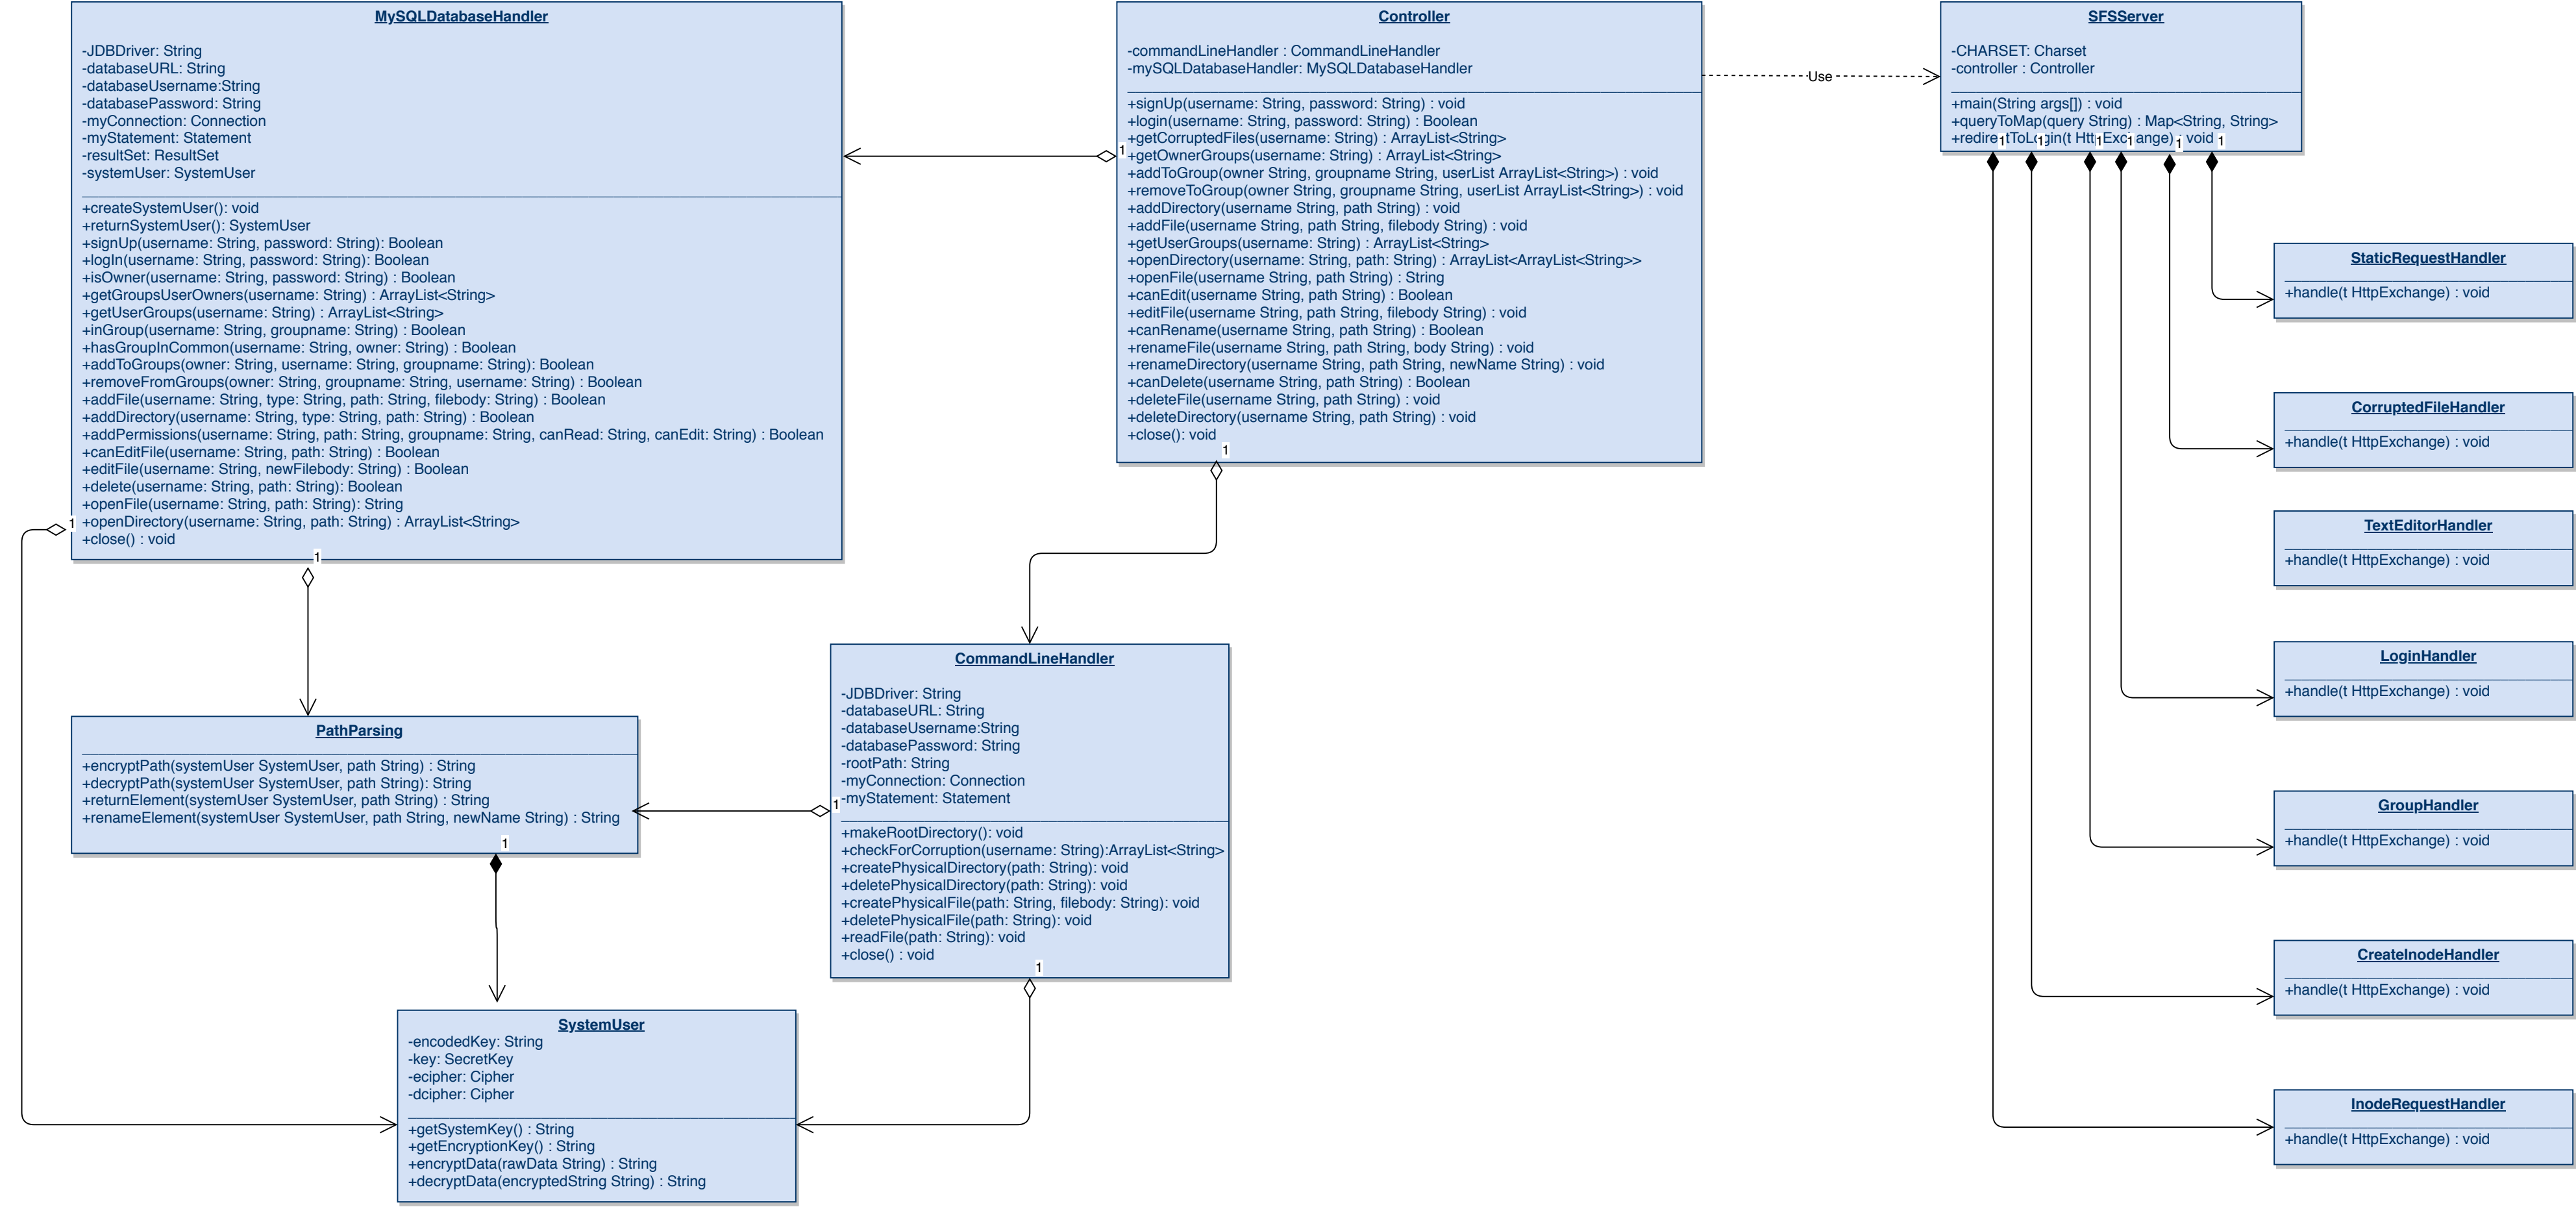 MySQLDatabaseHandler
-JDBDriver: String
-databaseURL: String
-databaseUsername:String
-databasePassword: String
-myConnection: Connection
-myStatement: Statement
-resultSet: ResultSet
-systemUser: SystemUser
+createSystemUser(): void
+returnSystemUser(): SystemUser
+signUp(username: String, password: String): Boolean
+logIn(username: String, password: String): Boolean
+isOwner(username: String, password: String) : Boolean
+getGroupsUserOwners(username: String) : ArrayList<String>
+getUserGroups(username: String) : ArrayList<String>
+inGroup(username: String, groupname: String) : Boolean
+hasGroupInCommon(username: String, owner: String) : Boolean
+addToGroups(owner: String, username: String, groupname: String): Boolean
+removeFromGroups(owner: String, groupname: String, username: String) : Boolean
+addFile(username: String, type: String, path: String, filebody: String) : Boolean
+addDirectory(username: String, type: String, path: String) : Boolean
+addPermissions(username: String, path: String, groupname: String, canRead: String, canEdit: String) : Boolean
+canEditFile(username: String, path: String) : Boolean
+editFile(username: String, newFilebody: String) : Boolean
+delete(username: String, path: String): Boolean
+openFile(username: String, path: String): String
+openDirectory(username: String, path: String) : ArrayList<String>
+close() : void
1
1
Controller
-commandLineHandler : CommandLineHandler
-mySQLDatabaseHandler: MySQLDatabaseHandler
+signUp(username: String, password: String) : void
+login(username: String, password: String) : Boolean
+getCorruptedFiles(username: String) : ArrayList<String>
+getOwnerGroups(username: String) : ArrayList<String>
+addToGroup(owner String, groupname String, userList ArrayList<String>) : void
+removeToGroup(owner String, groupname String, userList ArrayList<String>) : void
+addDirectory(username String, path String) : void
+addFile(username String, path String, filebody String) : void
+getUserGroups(username: String) : ArrayList<String>
+openDirectory(username: String, path: String) : ArrayList<ArrayList<String>>
+openFile(username String, path String) : String
+canEdit(username String, path String) : Boolean
+editFile(username String, path String, filebody String) : void
+canRename(username String, path String) : Boolean
+renameFile(username String, path String, body String) : void
+renameDirectory(username String, path String, newName String) : void
+canDelete(username String, path String) : Boolean
+deleteFile(username String, path String) : void
+deleteDirectory(username String, path String) : void
+close(): void
1
1
Use
SFSServer
-CHARSET: Charset
-controller : Controller
+main(String args[]) : void
+queryToMap(query String) : Map<String, String>
+redirectToLogin(t HttpExchange) : void
1 1 1 1 1 1
StaticRequestHandler
+handle(t HttpExchange) : void
CorruptedFileHandler
+handle(t HttpExchange) : void
TextEditorHandler
+handle(t HttpExchange) : void
LoginHandler
+handle(t HttpExchange) : void
GroupHandler
+handle(t HttpExchange) : void
CreateInodeHandler
+handle(t HttpExchange) : void
InodeRequestHandler
+handle(t HttpExchange) : void
CommandLineHandler
-JDBDriver: String
-databaseURL: String
-databaseUsername:String
-databasePassword: String
-rootPath: String
-myConnection: Connection
-myStatement: Statement
+makeRootDirectory(): void
+checkForCorruption(username: String):ArrayList<String>
+createPhysicalDirectory(path: String): void
+deletePhysicalDirectory(path: String): void
+createPhysicalFile(path: String, filebody: String): void
+deletePhysicalFile(path: String): void
+readFile(path: String): void
+close() : void
1
1
PathParsing
+encryptPath(systemUser SystemUser, path String) : String
+decryptPath(systemUser SystemUser, path String): String
+returnElement(systemUser SystemUser, path String) : String
+renameElement(systemUser SystemUser, path String, newName String) : String
1
SystemUser
-encodedKey: String
-key: SecretKey
-ecipher: Cipher
-dcipher: Cipher
+getSystemKey() : String
+getEncryptionKey() : String
+encryptData(rawData String) : String
+decryptData(encryptedString String) : String